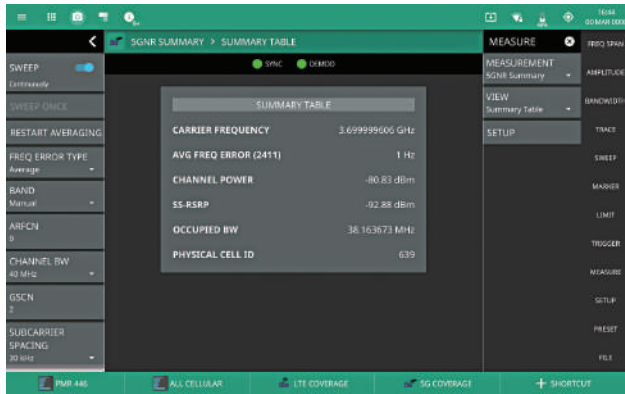 16:44
5GNR SUMMARY > SUMMARY TABLE
MEASURE
FREQ SPAN
SYNC
DEMOD
SWEEP
Continuously
MEASUREMENT
5GNR Summary
AMPLITUDE
SWEEP ONCE
SUMMARY TABLE
VIEW
Summary Table
BANDWIDTH
RESTART AVERAGING
CARRIER FREQUENCY
3.699999606 GHz
SETUP
TRACE
FREQ ERROR TYPE
Average
AVG FREQ ERROR (2411)
1 Hz
SWEEP
BAND
Manual
CHANNEL POWER
-80.83 dBm
MARKER
SS-RSRP
-92.88 dBm
LIMIT
ARFCN
OCCUPIED BW
38.163673 MHz
TRIGGER
CHANNEL BW
40 MHz
PHYSICAL CELL ID
639
MEASURE
GSCN
SETUP
SUBCARRIER
SPACING
30 kHz
PRESET
FILE
PMR 446
ALL CELLULAR
LTE COVERAGE
5G COVERAGE
SHORTCUT